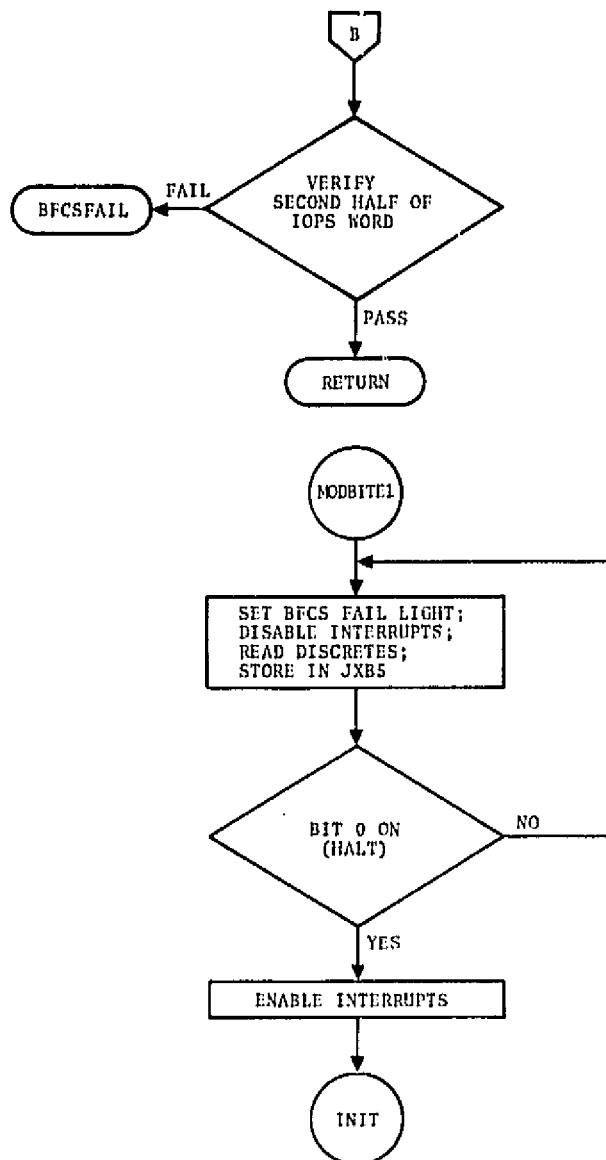 B
VERIFY
SECOND HALF OF
IOPS WORD
FAIL
BFCSFAIL
PASS
RETURN
MODBITE1
SET BFCS FAIL LIGHT;
DISABLE INTERRUPTS;
READ DISCRETES;
STORE IN JXB5
BIT 0 ON
(HALT)
NO
YES
ENABLE INTERRUPTS
INIT